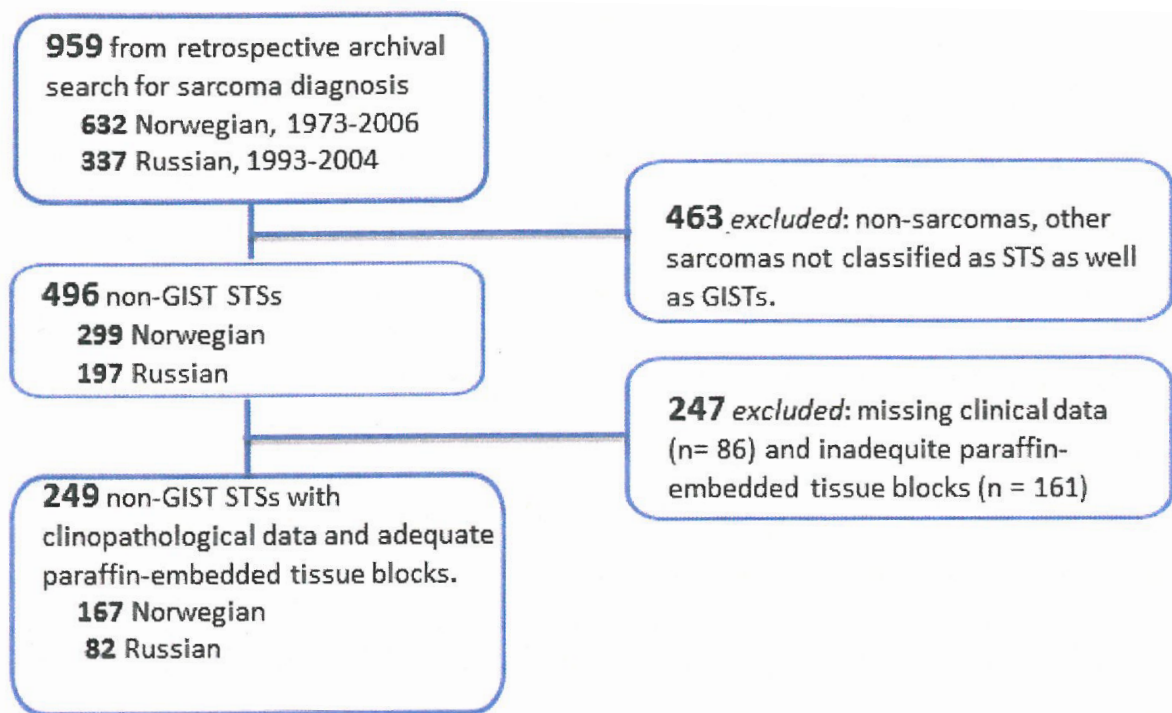 959 from retrospective archival
search for sarcoma diagnosis
632 Norwegian, 1973-2006
337 Russian, 1993-2004
463 excluded: non-sarcomas, other
sarcomas not classified as STS as well
as GISTs.
496 non-GIST STSs
299 Norwegian
197 Russian
247 excluded: missing clinical data
(n= 86) and inadequite paraffin-
embedded tissue blocks (n = 161)
249 non-GIST STSs with
clinopathological data and adequate
paraffin-embedded tissue blocks.
167 Norwegian
82 Russian